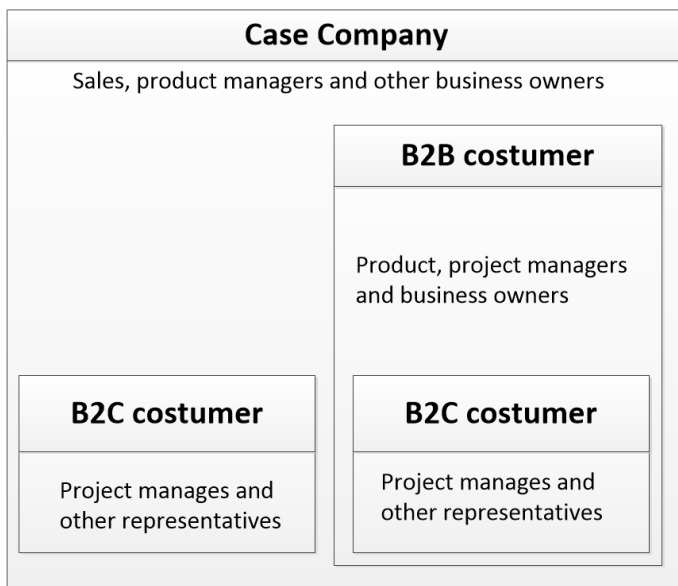 Case Company
Sales, product managers and other business owners
B2B costumer
Product, project managers
and business owners
B2C costumer
Project manages and
other representatives
B2C costumer
Project manages and
other representatives